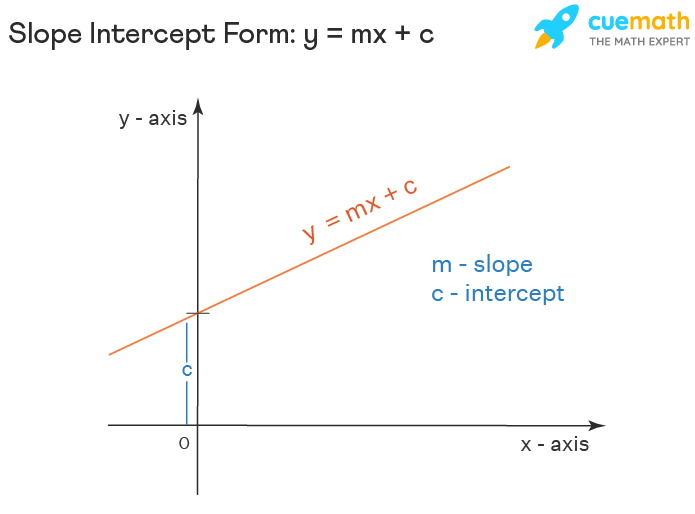 Slope Intercept Form: y = mx + c
cuemath
THE MATH EXPERT
y - axis
y = mx + c
m - slope
c - intercept
c
0
x - axis